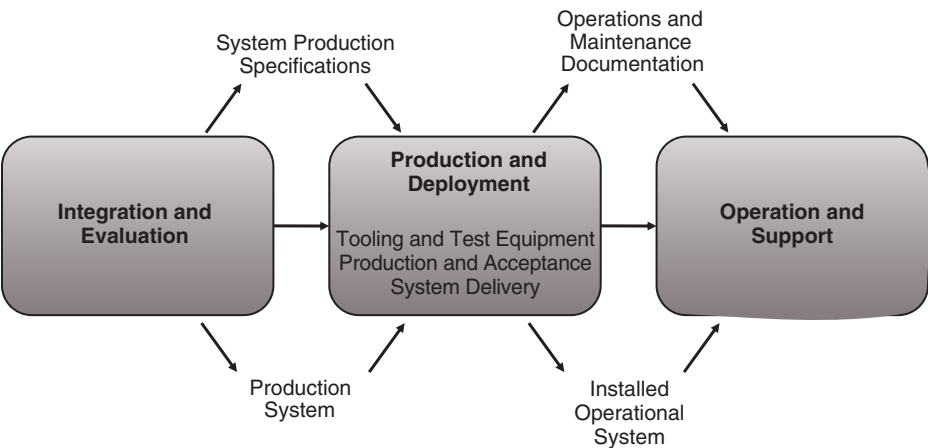 System Production
Specifications
Operations and
Maintenance
Documentation
Integration and
Evaluation
Production and
Deployment
Tooling and Test Equipment
Production and Acceptance
System Delivery
Operation and
Support
Production
System
Installed
Operational
System